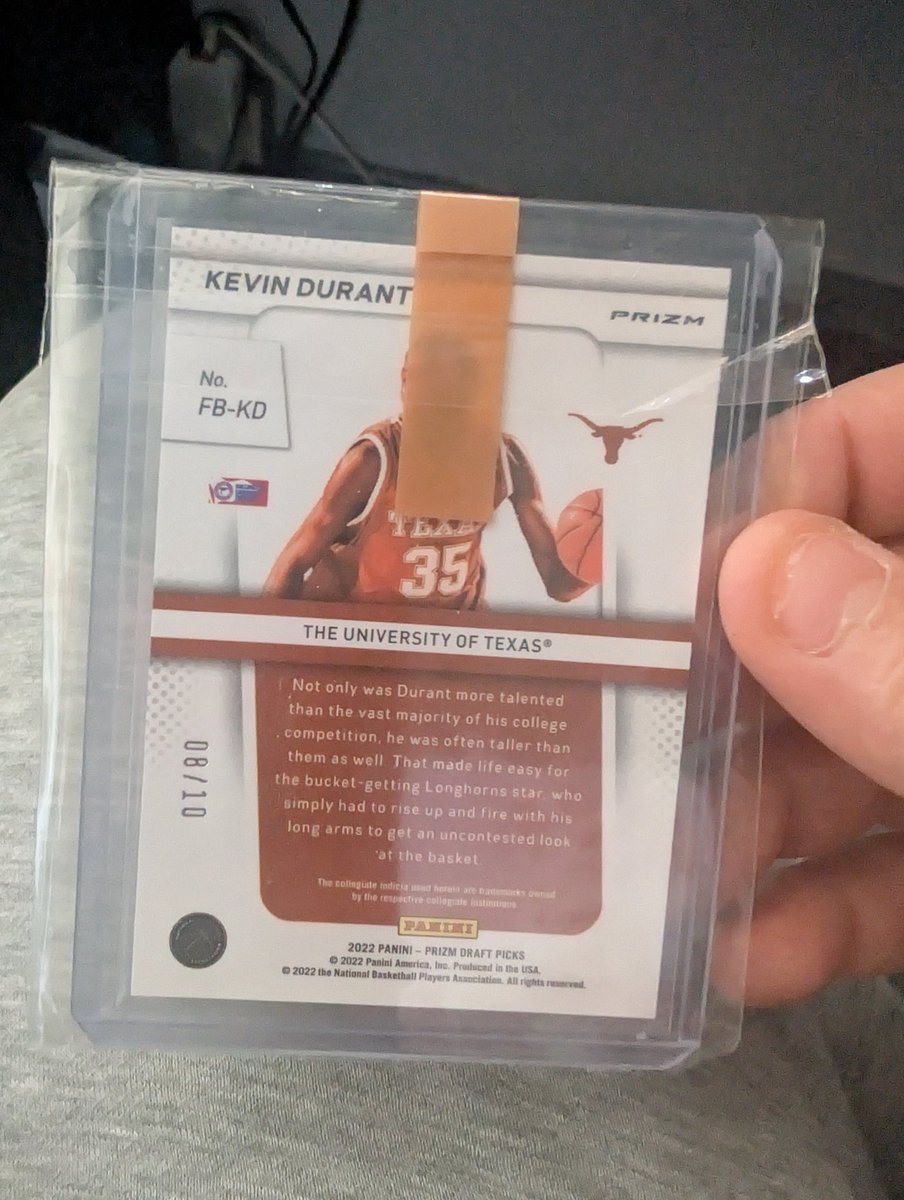 KEVIN DURANT
PRIZM
No.
FB-KD
TEXA
35
THE UNIVERSITY OF TEXAS®
Not only was Durant more talented
than the vast majority of his college
competition, he was often taller than
them as well. That made life easy for
the bucket-getting Longhorns star, who
simply had to rise up and fire with his
long arms to get an uncontested look
at the basket.
08/10
The collegiate indicia used herein are trademarks owned
by the respective collegiate institutions.
PANINI
2022 PANINI – PRIZM DRAFT PICKS
© 2022 Panini America, Inc. Produced in the USA.
© 2022 the National Basketball Players Association. All rights reserved.